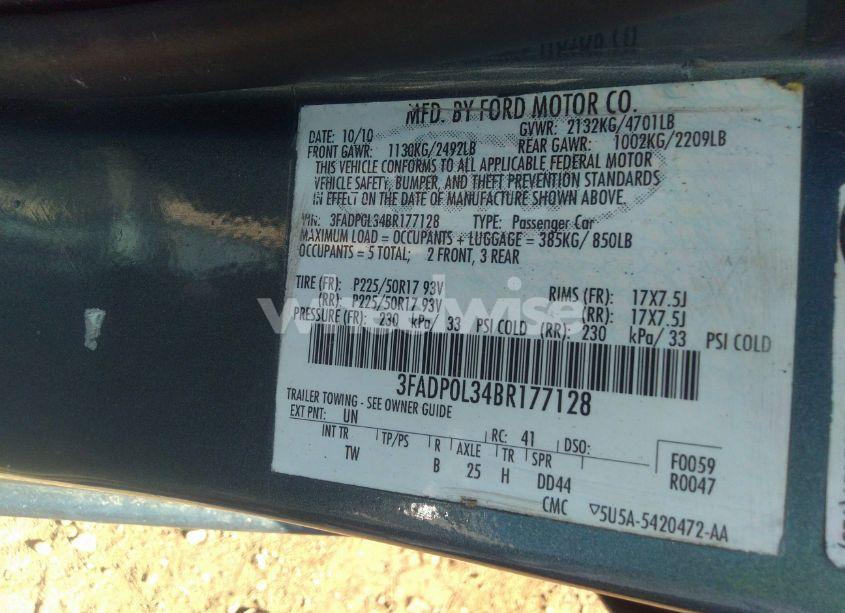 MFD. BY FORD MOTOR CO.
DATE: 10/10 GVWR: 2132KG/4701LB
FRONT GAWR: 1130KG/2492LB REAR GAWR: 1002KG/2209LB
THIS VEHICLE CONFORMS TO ALL APPLICABLE FEDERAL MOTOR
VEHICLE SAFETY, BUMPER, AND THEFT PREVENTION STANDARDS
IN EFFECT ON THE DATE OF MANUFACTURE SHOWN ABOVE.
VIN: 3FADP0L34BR177128 TYPE: Passenger Car
MAXIMUM LOAD = OCCUPANTS + LUGGAGE = 385KG/ 850LB
OCCUPANTS = 5 TOTAL; 2 FRONT, 3 REAR
TIRE (FR): P225/50R17 93V RIMS (FR): 17X7.5J
(RR): P225/50R17 93V (RR): 17X7.5J
PRESSURE (FR): 230 kPa/ 33 PSI COLD (RR): 230 kPa/ 33 PSI COLD
wheelwise
3FADP0L34BR177128
TRAILER TOWING - SEE OWNER GUIDE
EXT PNT: UN RC: 41 DSO: F0059
INT TR TP/PS R AXLE TR SPR R0047
TW B 25 H DD44
CMC ▽5U5A-5420472-AA